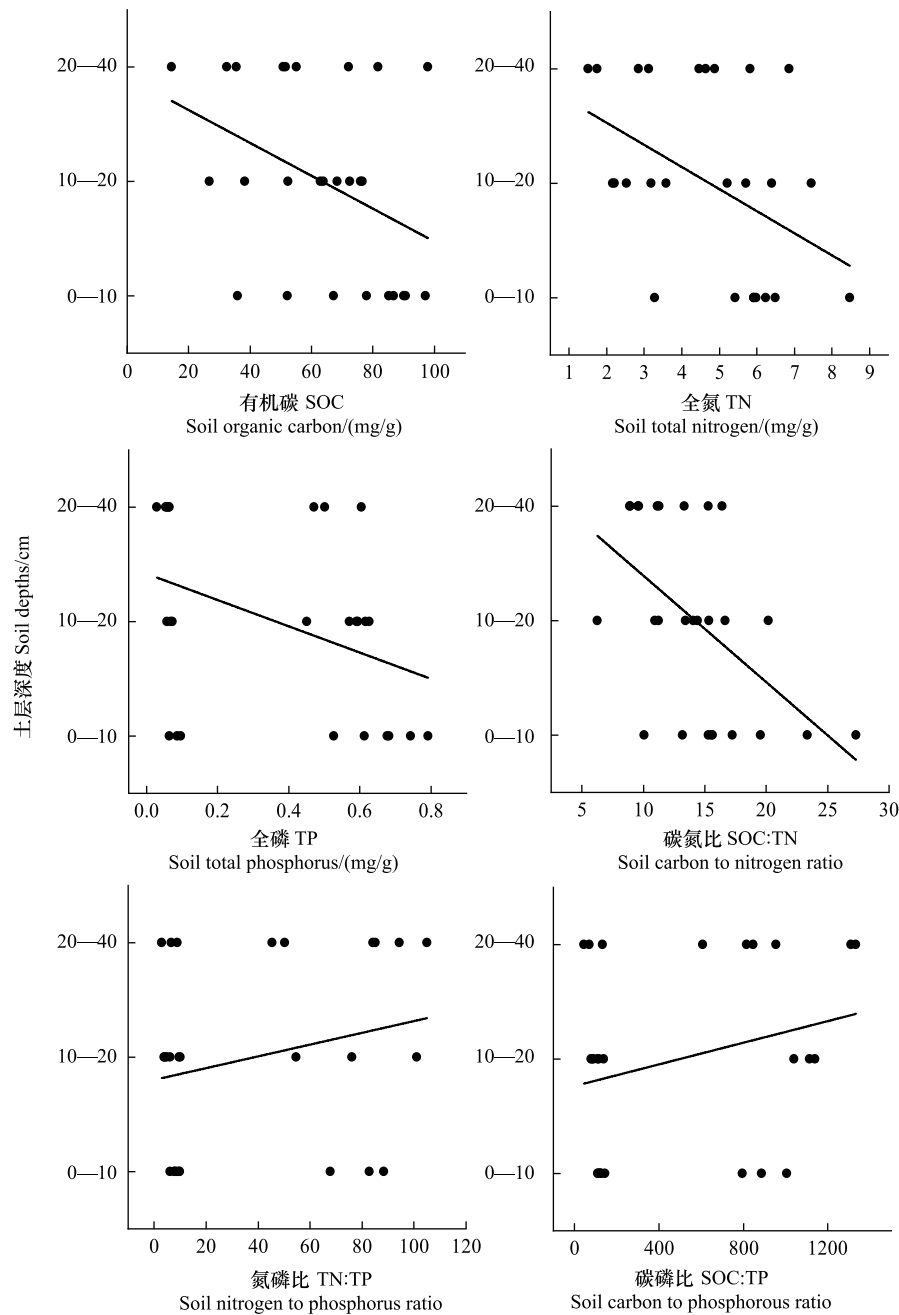 20—40
10—20
0—10
0 20 40 60 80 100
有机碳 SOC
Soil organic carbon/(mg/g)
20—40
10—20
0—10
1 2 3 4 5 6 7 8 9
全氮 TN
Soil total nitrogen/(mg/g)
土层深度 Soil depths/cm
20—40
10—20
0—10
0.0 0.2 0.4 0.6 0.8
全磷 TP
Soil total phosphorus/(mg/g)
20—40
10—20
0—10
5 10 15 20 25 30
碳氮比 SOC:TN
Soil carbon to nitrogen ratio
20—40
10—20
0—10
0 20 40 60 80 100 120
氮磷比 TN:TP
Soil nitrogen to phosphorus ratio
20—40
10—20
0—10
0 400 800 1200
碳磷比 SOC:TP
Soil carbon to phosphorous ratio